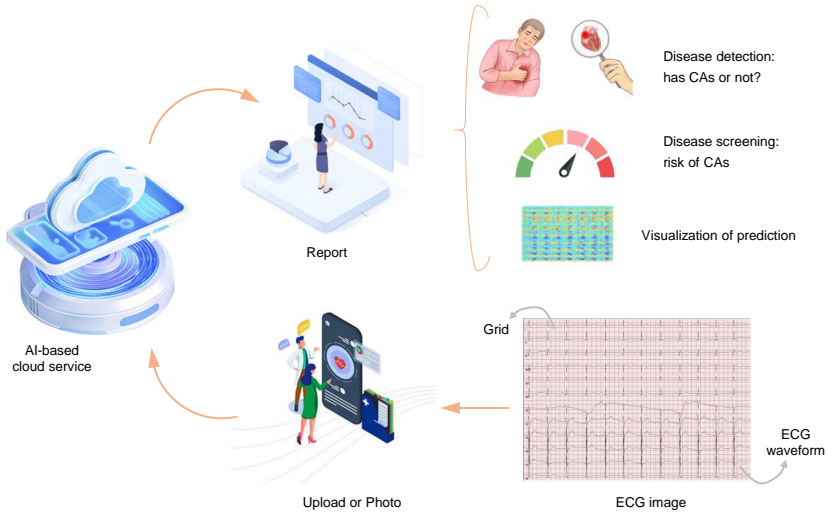 Disease detection:
has CAs or not?
Disease screening:
risk of CAs
Visualization of prediction
Report
AI-based
cloud service
Grid
ECG
waveform
Upload or Photo
ECG image